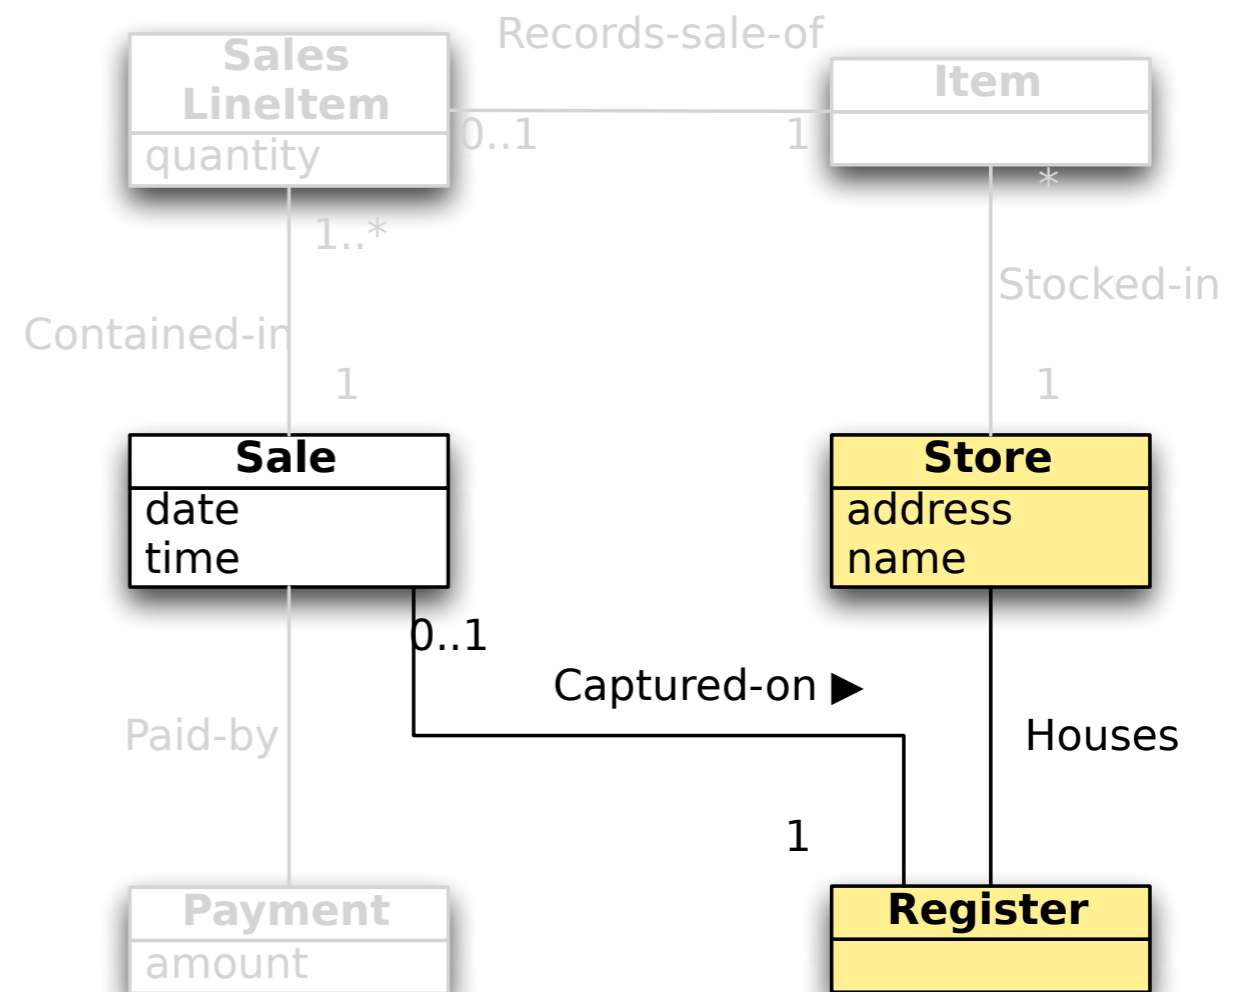 Records-sale-of
Sales
LineItem
quantity
0..1
1
Item
*
1..*
Stocked-in
Contained-in
1
1
Sale
date
time
Store
address
name
0..1
Captured-on ▶
Paid-by
Houses
1
Payment
amount
Register